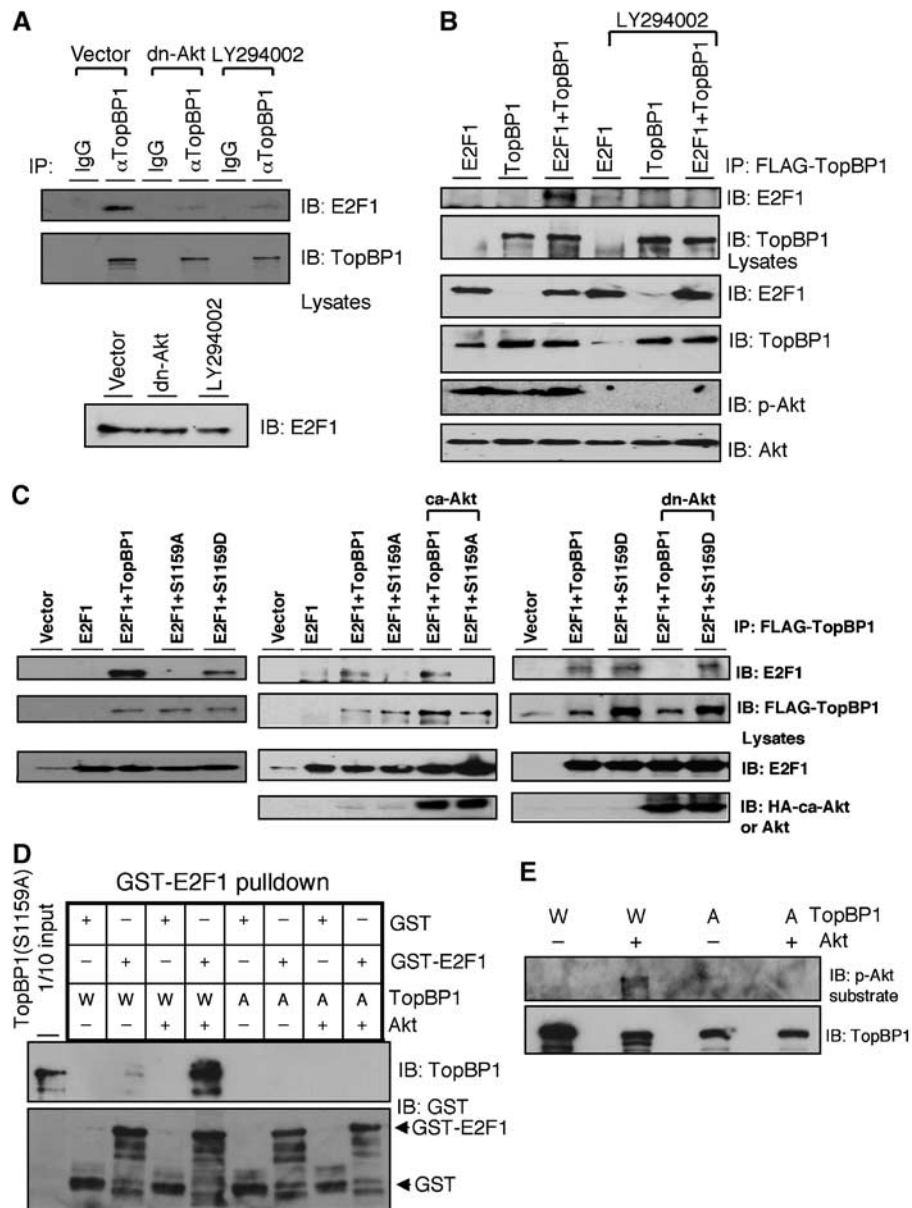 A
Vector dn-Akt LY294002
IP: IgG αTopBP1 IgG αTopBP1 IgG αTopBP1
IB: E2F1
IB: TopBP1
Lysates
Vector dn-Akt LY294002
IB: E2F1
B
LY294002
E2F1 TopBP1 E2F1+TopBP1 E2F1 TopBP1 E2F1+TopBP1
IP: FLAG-TopBP1
IB: E2F1
IB: TopBP1
Lysates
IB: E2F1
IB: TopBP1
IB: p-Akt
IB: Akt
C
ca-Akt dn-Akt
Vector E2F1 E2F1+TopBP1 E2F1+S1159A E2F1+S1159D Vector E2F1 E2F1+TopBP1 E2F1+S1159A E2F1+TopBP1 E2F1+S1159A Vector E2F1+TopBP1 E2F1+S1159D E2F1+TopBP1 E2F1+S1159D
IP: FLAG-TopBP1
IB: E2F1
IB: FLAG-TopBP1
Lysates
IB: E2F1
IB: HA-ca-Akt
or Akt
D
GST-E2F1 pulldown
TopBP1(S1159A)
1/10 input
+ − + − + − + − GST
− + − + − + − + GST-E2F1
W W W W A A A A TopBP1
− − + + − − + + Akt
IB: TopBP1
IB: GST
GST-E2F1
GST
E
W W A A TopBP1
− + − + Akt
IB: p-Akt
substrate
IB: TopBP1